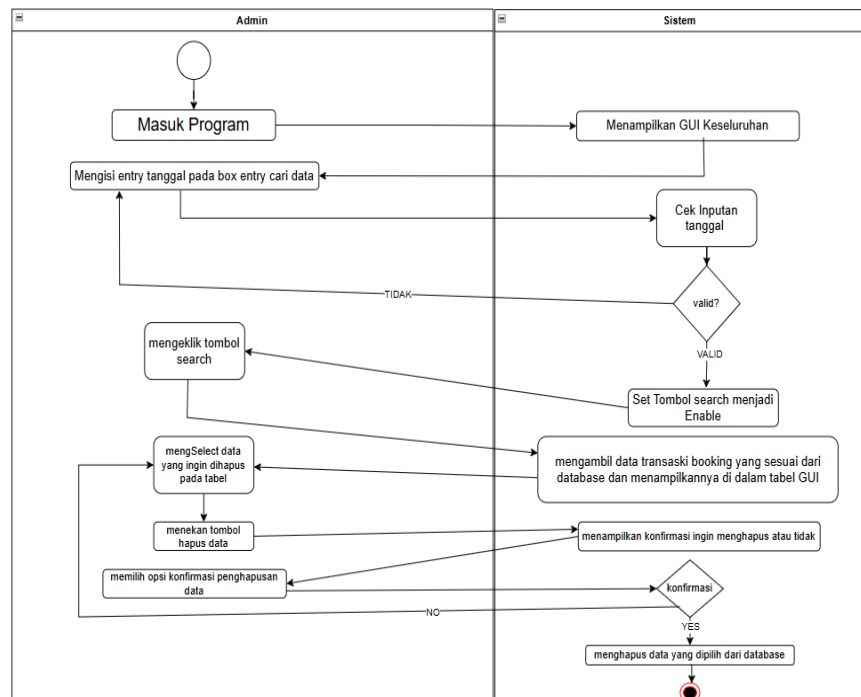 Admin
Sistem
Masuk Program
Menampilkan GUI Keseluruhan
Mengisi entry tanggal pada box entry cari data
Cek Inputan
tanggal
valid?
TIDAK
VALID
mengeklik tombol
search
Set Tombol search menjadi
Enable
mengSelect data
yang ingin dihapus
pada tabel
mengambil data transaski booking yang sesuai dari
database dan menampilkannya di dalam tabel GUI
menekan tombol
hapus data
menampilkan konfirmasi ingin menghapus atau tidak
memilih opsi konfirmasi penghapusan
data
konfirmasi
NO
YES
menghapus data yang dipilih dari database